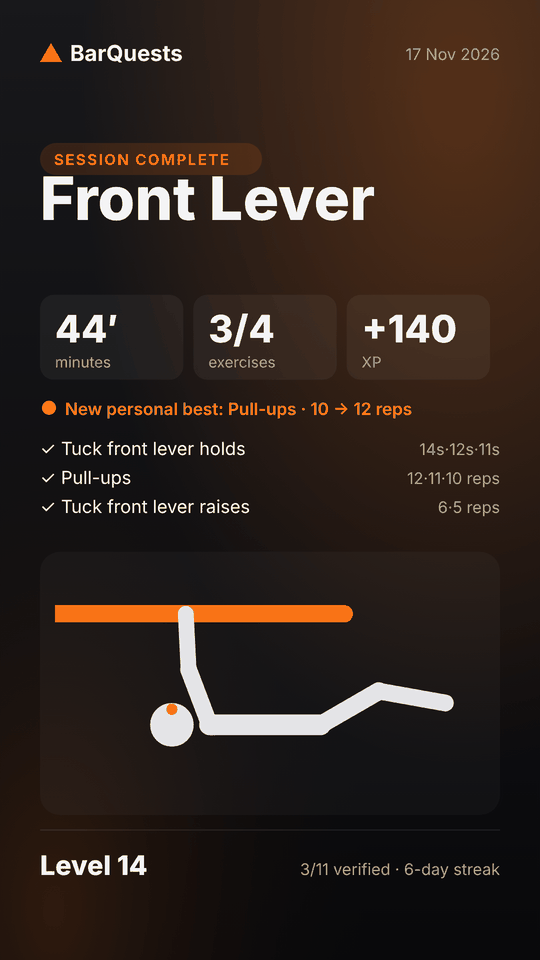 BarQuests
17 Nov 2026
SESSION COMPLETE
Front Lever
44′ 3/4 +140
minutes exercises XP
New personal best: Pull-ups · 10 → 12 reps
✓ Tuck front lever holds 14s·12s·11s
✓ Pull-ups 12·11·10 reps
✓ Tuck front lever raises 6·5 reps
Level 14
3/11 verified · 6-day streak